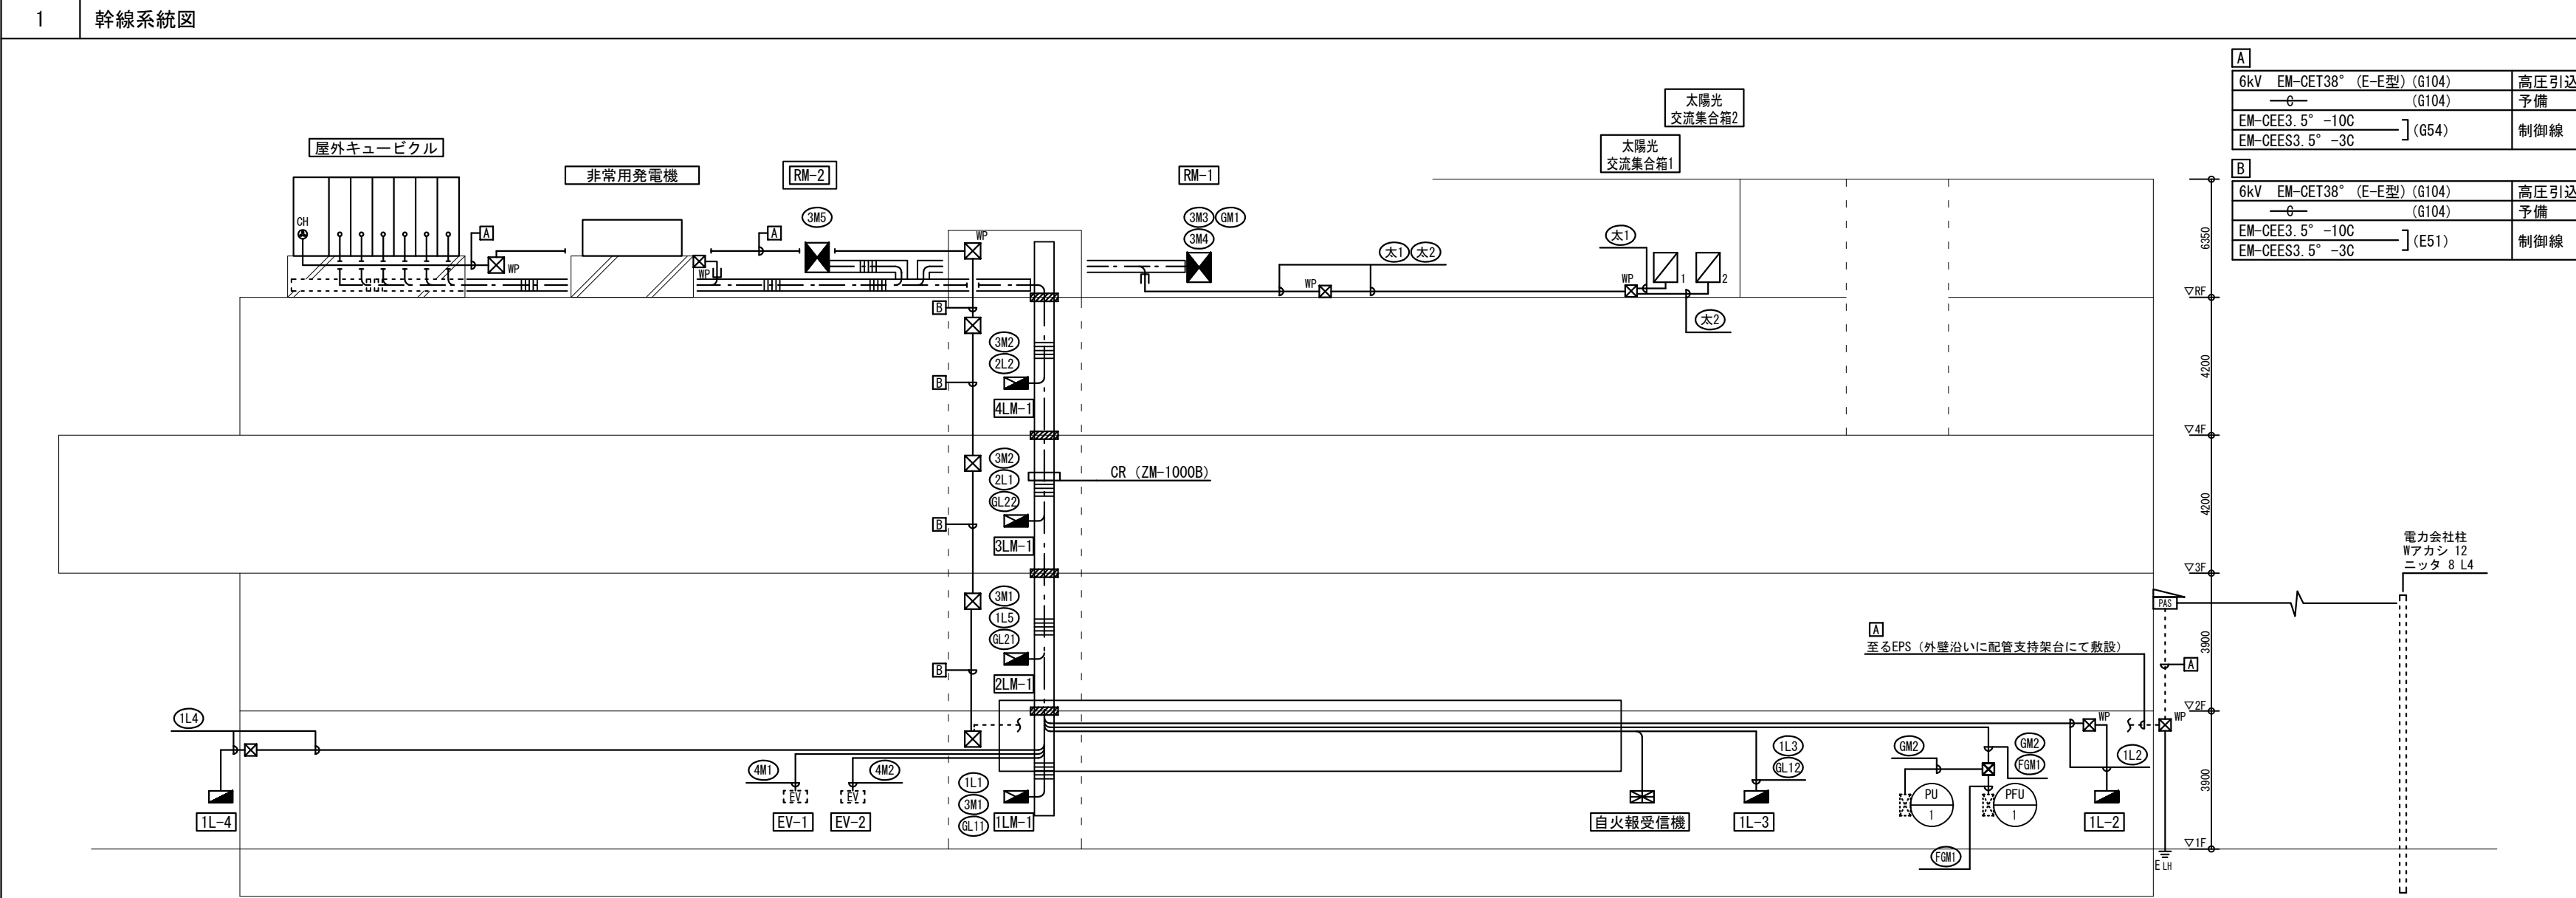 1 幹線系統図
A
6kV EM-CET38° (E-E型) (G104) 高圧引込
C (G104) 予備
EM-CEE3.5° -10C
EM-CEES3.5° -3C
(G54) 制御線
B
6kV EM-CET38° (E-E型) (G104) 高圧引込
C (G104) 予備
EM-CEE3.5° -10C
EM-CEES3.5° -3C
(E51) 制御線
太陽光
交流集合箱2
太陽光
交流集合箱1
屋外キュービクル
非常用発電機
RM-2
RM-1
CH
A
WP
A
WP
3M5
WP
3M3 GM1
3M4
太1 太2
WP
太1
WP
1
2
太2
6350
▽RF
B
3M2
2L2
B
4LM-1
4200
▽4F
3M2
2L1
GL22
CR (ZM-1000B)
B
3LM-1
4200
▽3F
電力会社柱
Wアカシ 12
ニッタ 8 L4
PAS
3M1
1L5
GL21
B
2LM-1
A
至るEPS (外壁沿いに配管支持架台にて敷設)
A
3900
▽2F
WP
WP
1L4
1L-4
4M1
EV
EV-1
4M2
EV
EV-2
1L1
3M1
GL11
1LM-1
自火報受信機
1L3
GL12
1L-3
GM2
PU
1
GM2
FGM1
PFU
1
FGM1
1L2
1L-2
3900
▽1F
E LH